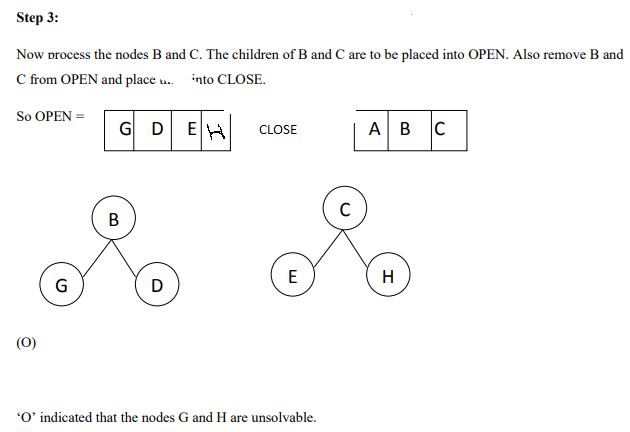 Step 3:
Now process the nodes B and C. The children of B and C are to be placed into OPEN. Also remove B and
C from OPEN and place into CLOSE.
So OPEN = G D E H CLOSE A B C
B C
G D E H
(O)
‘O’ indicated that the nodes G and H are unsolvable.